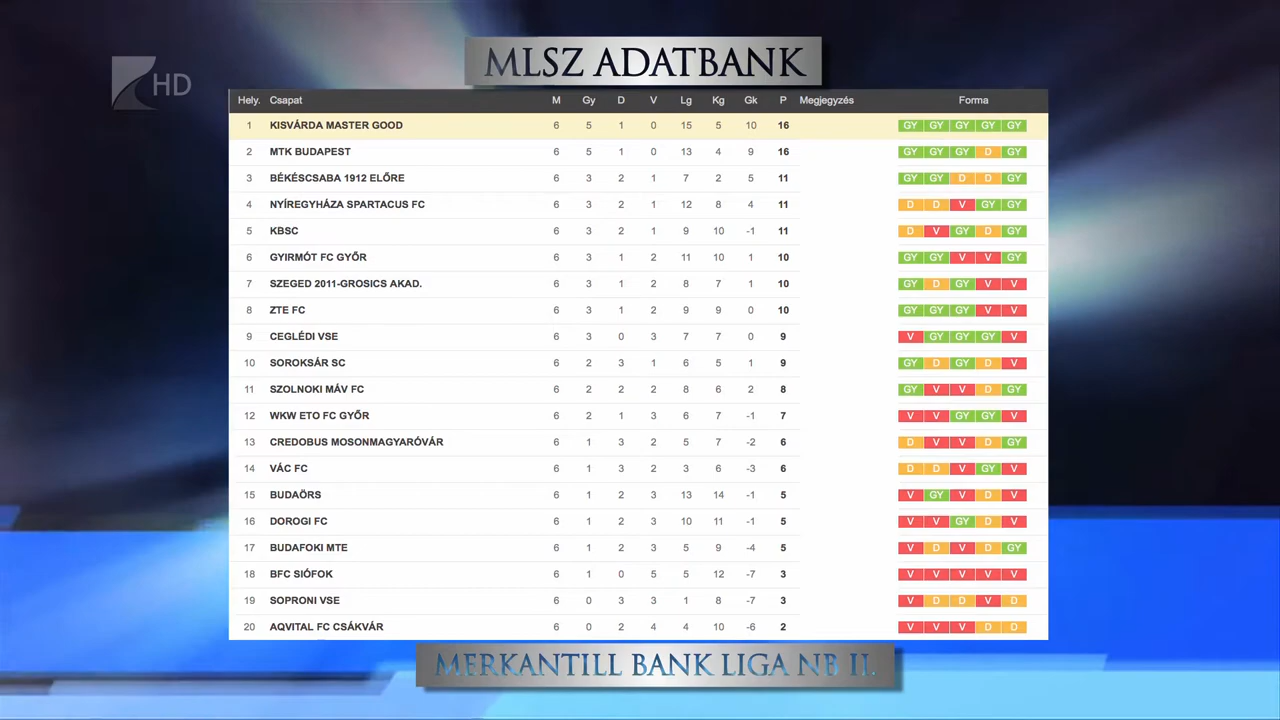 MLSZ ADATBANK
HD
Hely. Csapat M Gy D V Lg Kg Gk P Megjegyzés Forma
1 KISVÁRDA MASTER GOOD 6 5 1 0 15 5 10 16 GY GY GY GY GY
2 MTK BUDAPEST 6 5 1 0 13 4 9 16 GY GY GY D GY
3 BÉKÉSCSABA 1912 ELŐRE 6 3 2 1 7 2 5 11 GY GY D D GY
4 NYÍREGYHÁZA SPARTACUS FC 6 3 2 1 12 8 4 11 D D V GY GY
5 KBSC 6 3 2 1 9 10 -1 11 D V GY D GY
6 GYIRMÓT FC GYŐR 6 3 1 2 11 10 1 10 GY GY V V GY
7 SZEGED 2011-GROSICS AKAD. 6 3 1 2 8 7 1 10 GY D GY V V
8 ZTE FC 6 3 1 2 9 9 0 10 GY GY GY V V
9 CEGLÉDI VSE 6 3 0 3 7 7 0 9 V GY GY GY V
10 SOROKSÁR SC 6 2 3 1 6 5 1 9 GY D GY D V
11 SZOLNOKI MÁV FC 6 2 2 2 8 6 2 8 GY V V D GY
12 WKW ETO FC GYŐR 6 2 1 3 6 7 -1 7 V V GY GY V
13 CREDOBUS MOSONMAGYARÓVÁR 6 1 3 2 5 7 -2 6 D V V D GY
14 VÁC FC 6 1 3 2 3 6 -3 6 D D V GY V
15 BUDAÖRS 6 1 2 3 13 14 -1 5 V GY V D V
16 DOROGI FC 6 1 2 3 10 11 -1 5 V V GY D V
17 BUDAFOKI MTE 6 1 2 3 5 9 -4 5 V D V D GY
18 BFC SIÓFOK 6 1 0 5 5 12 -7 3 V V V V V
19 SOPRONI VSE 6 0 3 3 1 8 -7 3 V D D V D
20 AQVITAL FC CSÁKVÁR 6 0 2 4 4 10 -6 2 V V V D D
MERKANTILL BANK LIGA NB II.